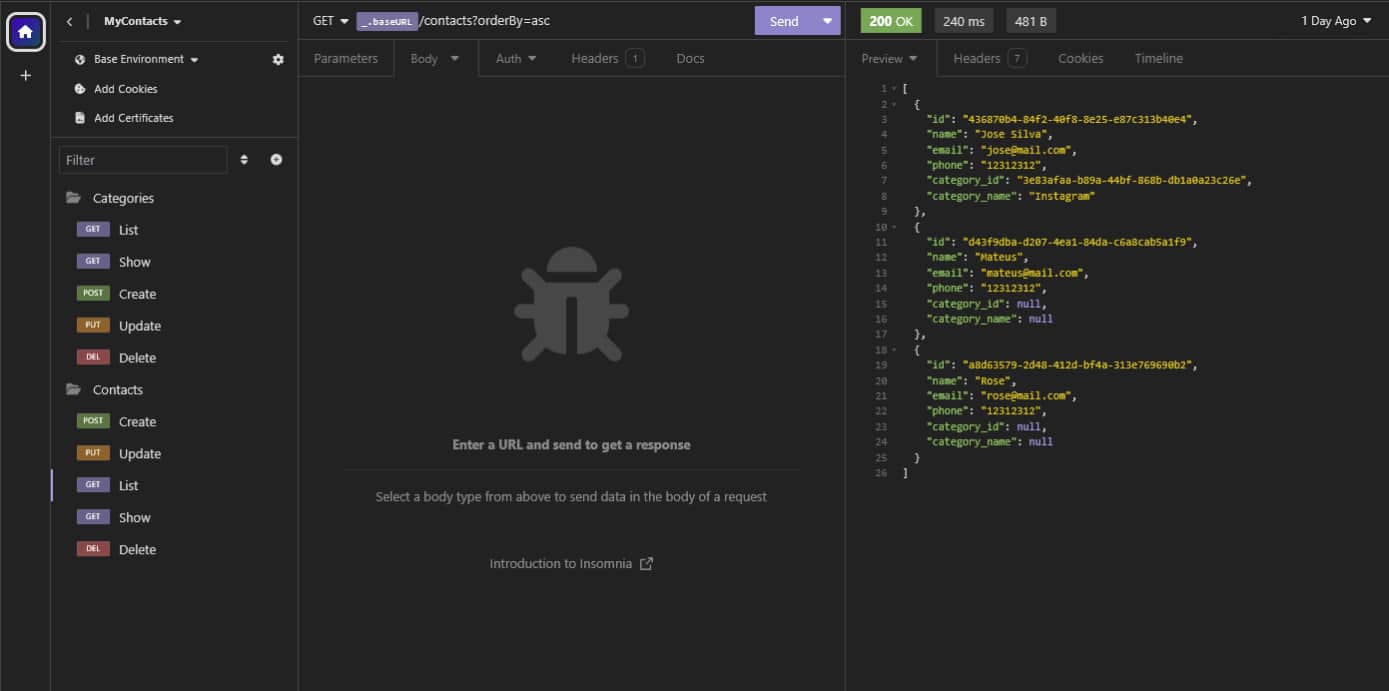 MyContacts
Base Environment
Add Cookies
Add Certificates
Filter
Categories
GET List
GET Show
POST Create
PUT Update
DEL Delete
Contacts
POST Create
PUT Update
GET List
GET Show
DEL Delete
GET _.baseURL/contacts?orderBy=asc Send
Parameters Body Auth Headers 1 Docs
Enter a URL and send to get a response
Select a body type from above to send data in the body of a request
Introduction to Insomnia
200 OK 240 ms 481 B 1 Day Ago
Preview Headers 7 Cookies Timeline
1 [
2 {
3 "id": "436870b4-84f2-40f8-8e25-e87c313b40e4",
4 "name": "Jose Silva",
5 "email": "jose@mail.com",
6 "phone": "12312312",
7 "category_id": "3e83afaa-b89a-44bf-868b-db1a0a23c26e",
8 "category_name": "Instagram"
9 },
10 {
11 "id": "d43f9dba-d207-4ea1-84da-c6a8cab5a1f9",
12 "name": "Mateus",
13 "email": "mateus@mail.com",
14 "phone": "12312312",
15 "category_id": null,
16 "category_name": null
17 },
18 {
19 "id": "a8d63579-2d48-412d-bf4a-313e769690b2",
20 "name": "Rose",
21 "email": "rose@mail.com",
22 "phone": "12312312",
23 "category_id": null,
24 "category_name": null
25 }
26 ]